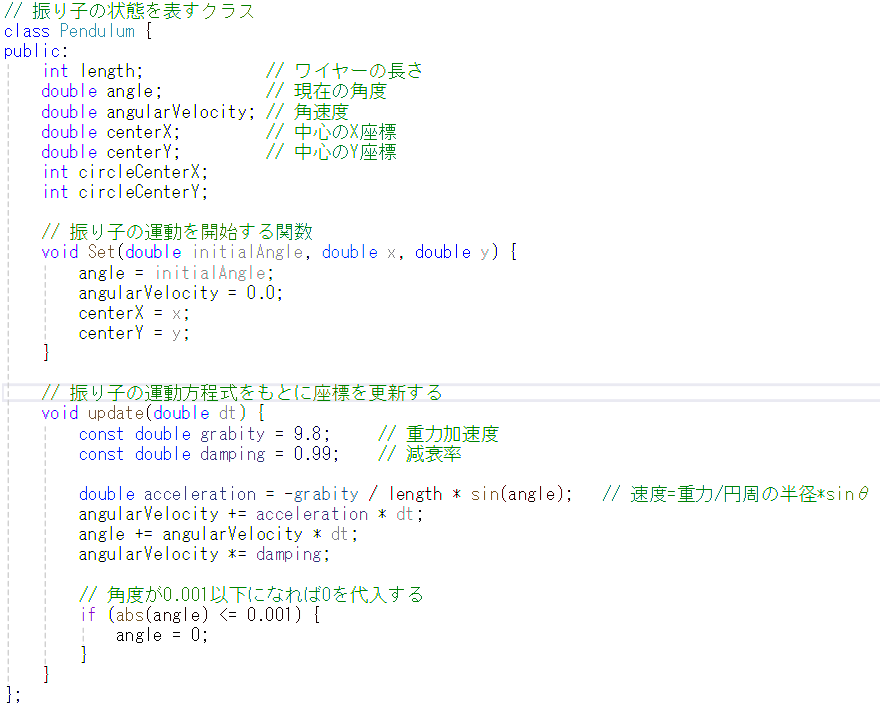 // 振り子の状態を表すクラス
class Pendulum {
public:
    int length;             // ワイヤーの長さ
    double angle;           // 現在の角度
    double angularVelocity; // 角速度
    double centerX;         // 中心のX座標
    double centerY;         // 中心のY座標
    int circleCenterX;
    int circleCenterY;

    // 振り子の運動を開始する関数
    void Set(double initialAngle, double x, double y) {
        angle = initialAngle;
        angularVelocity = 0.0;
        centerX = x;
        centerY = y;
    }

    // 振り子の運動方程式をもとに座標を更新する
    void update(double dt) {
        const double grabity = 9.8;     // 重力加速度
        const double damping = 0.99;    // 減衰率

        double acceleration = -grabity / length * sin(angle);   // 速度=重力/円周の半径*sinθ
        angularVelocity += acceleration * dt;
        angle += angularVelocity * dt;
        angularVelocity *= damping;

        // 角度が0.001以下になれば0を代入する
        if (abs(angle) <= 0.001) {
            angle = 0;
        }
    }
};